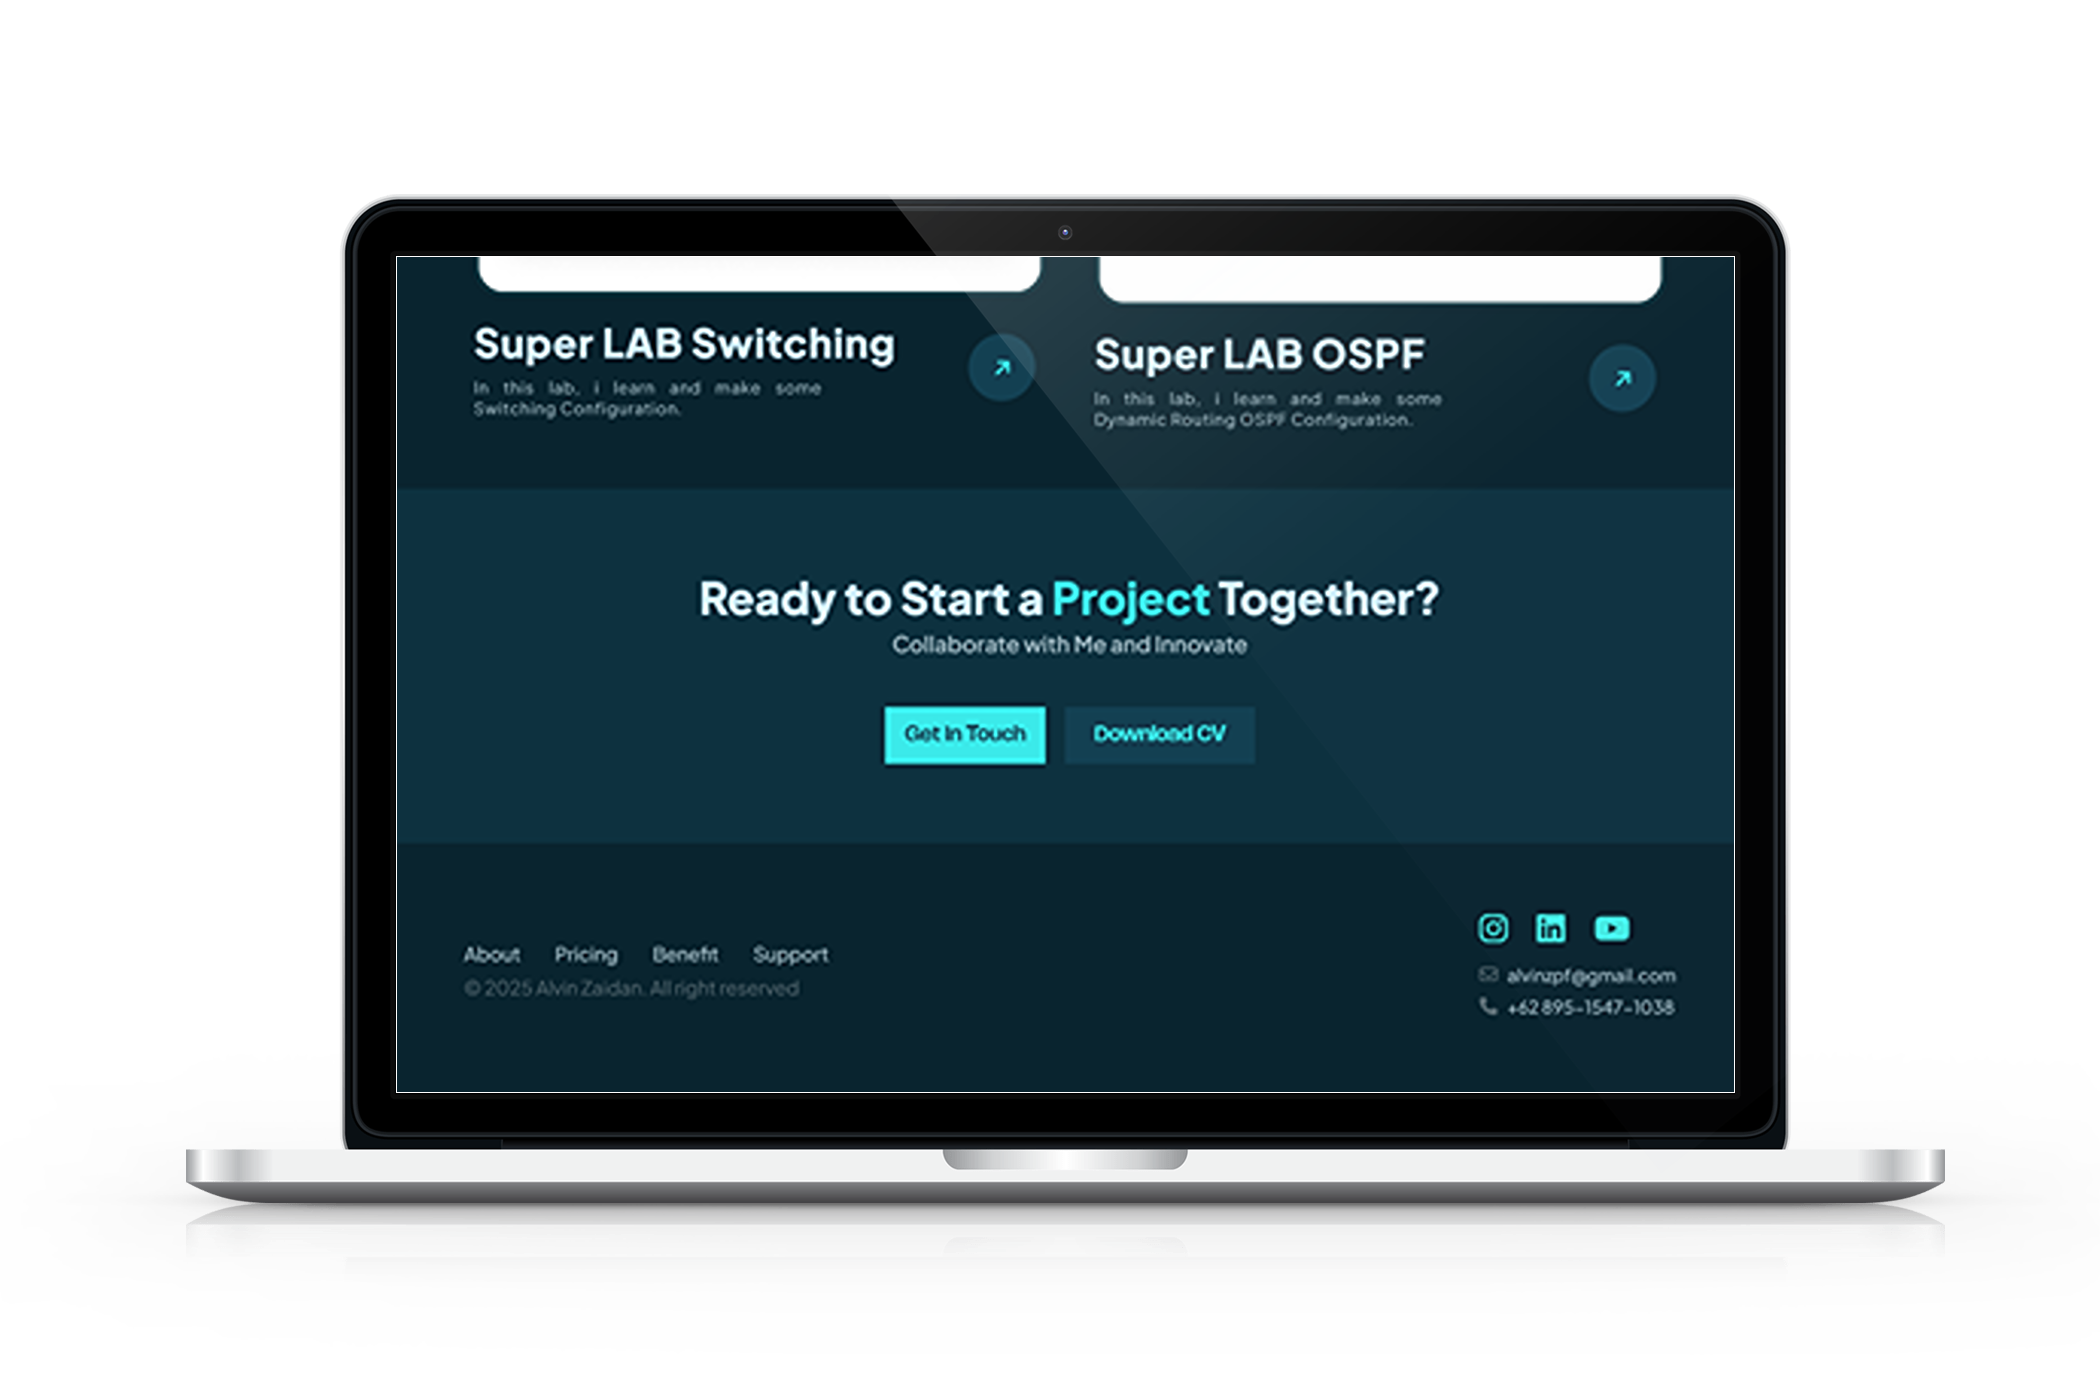 Super LAB Switching
In this lab, i learn and make some
Switching Configuration.
Super LAB OSPF
In this lab, i learn and make some
Dynamic Routing OSPF Configuration.
Ready to Start a Project Together?
Collaborate with Me and Innovate
Get In Touch
Download CV
About Pricing Benefit Support
© 2025 Alvin Zaidan. All right reserved
in
alvinzpf@gmail.com
+62 895-1547-1038